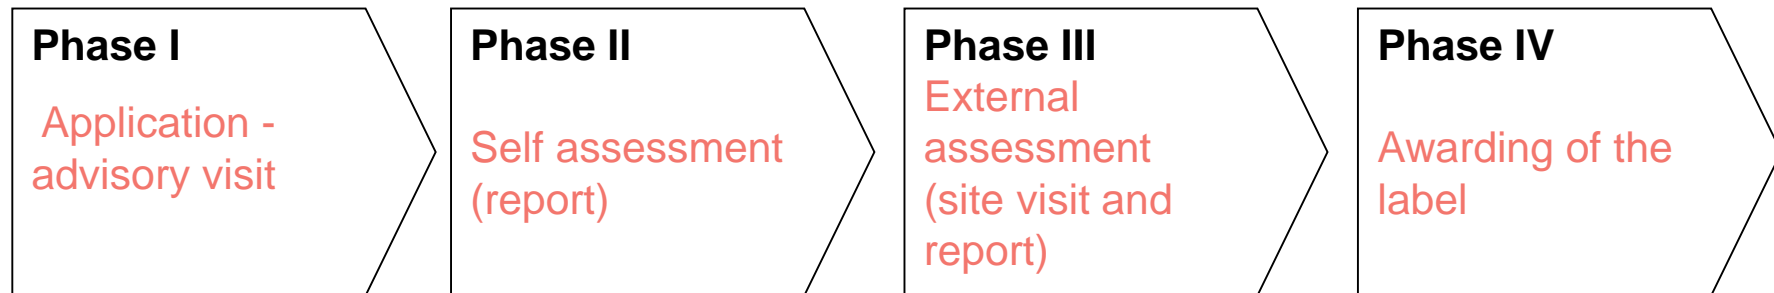 Phase I
Application -
advisory visit
Phase II
Self assessment
(report)
Phase III
External
assessment
(site visit and
report)
Phase IV
Awarding of the
label